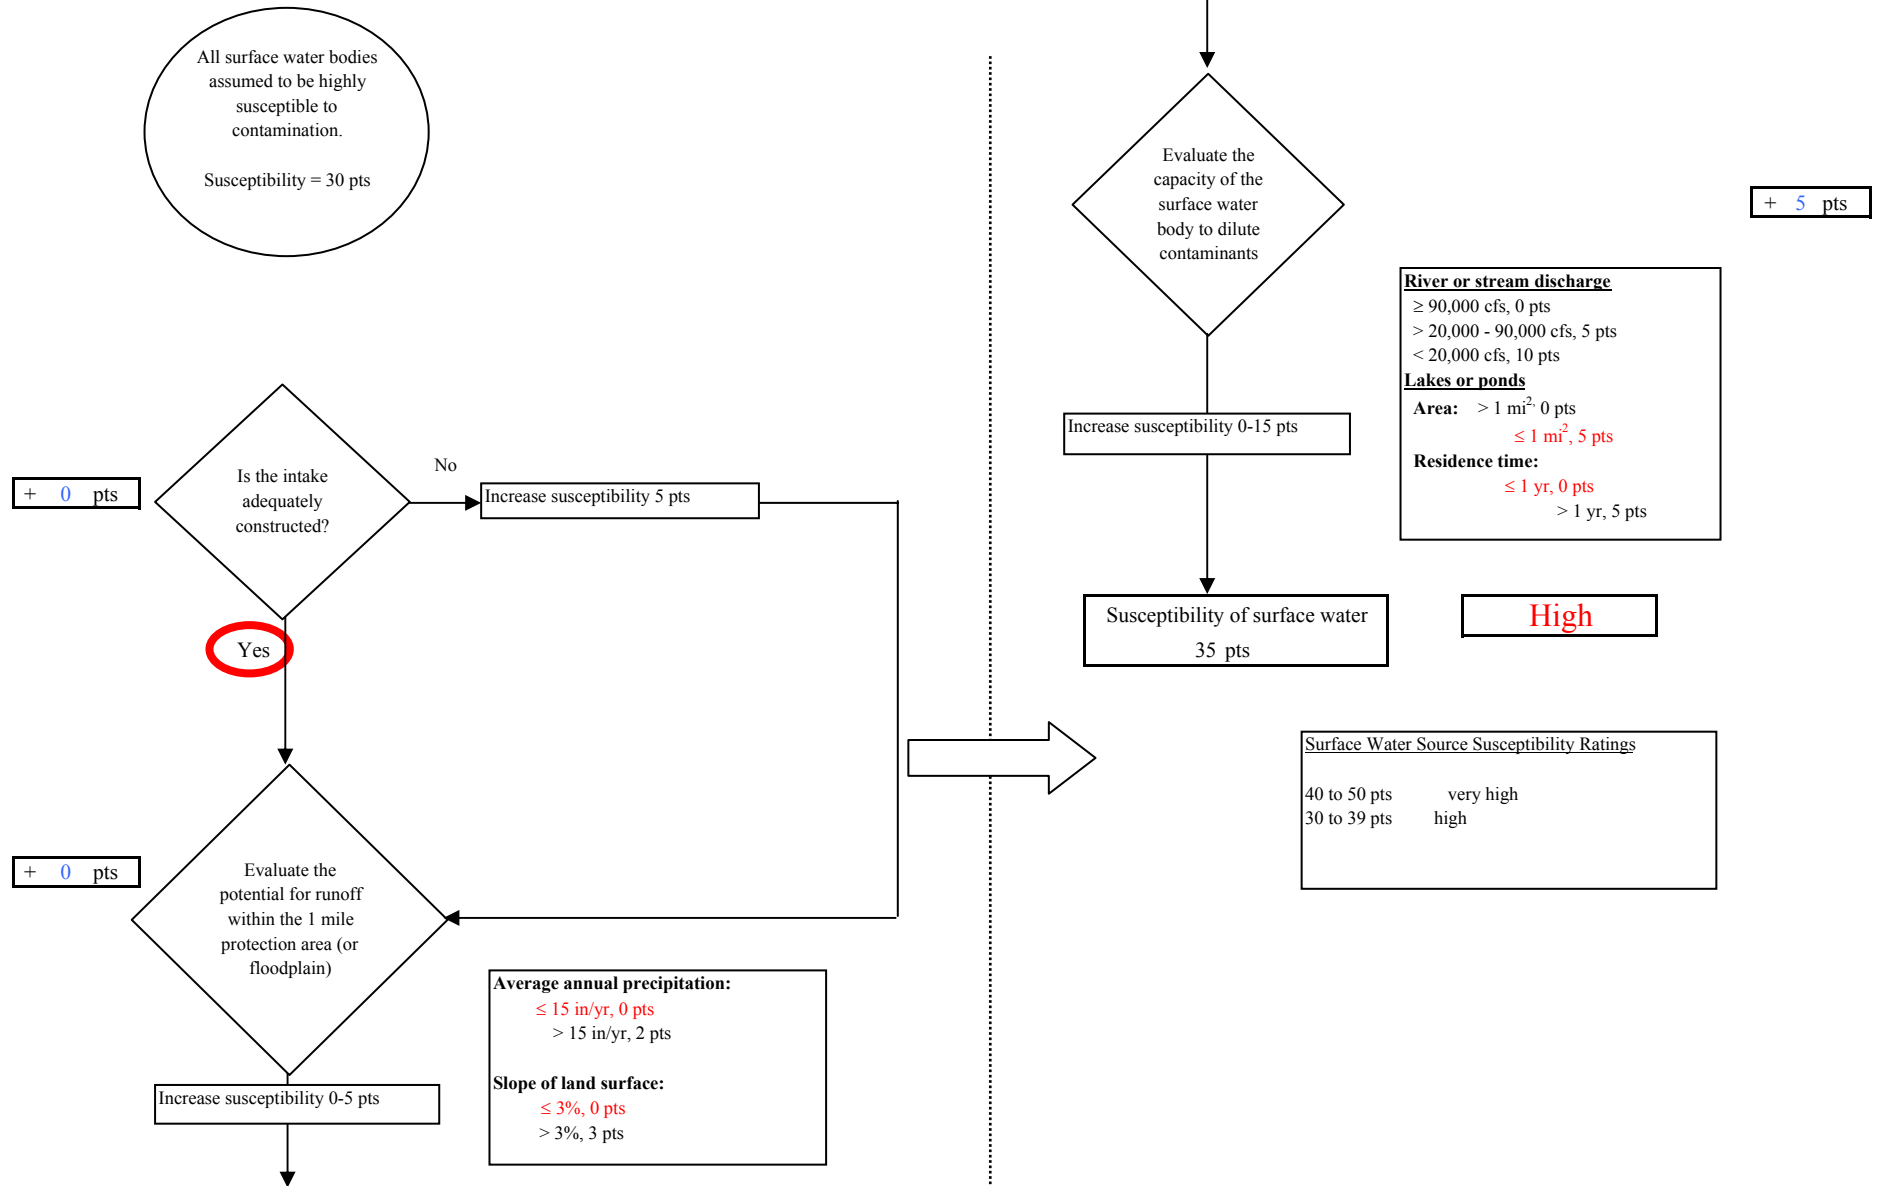 All surface water bodies
assumed to be highly
susceptible to
contamination.
Susceptibility = 30 pts
+ 0 pts
Is the intake
adequately
constructed?
No
Increase susceptibility 5 pts
Yes
+ 0 pts
Evaluate the
potential for runoff
within the 1 mile
protection area (or
floodplain)
Average annual precipitation:
≤ 15 in/yr, 0 pts
> 15 in/yr, 2 pts
Slope of land surface:
≤ 3%, 0 pts
> 3%, 3 pts
Increase susceptibility 0-5 pts
Evaluate the
capacity of the
surface water
body to dilute
contaminants
+ 5 pts
River or stream discharge
≥ 90,000 cfs, 0 pts
> 20,000 - 90,000 cfs, 5 pts
< 20,000 cfs, 10 pts
Lakes or ponds
Area: > 1 mi², 0 pts
≤ 1 mi², 5 pts
Residence time:
≤ 1 yr, 0 pts
> 1 yr, 5 pts
Increase susceptibility 0-15 pts
Susceptibility of surface water
35 pts
High
Surface Water Source Susceptibility Ratings
40 to 50 pts very high
30 to 39 pts high